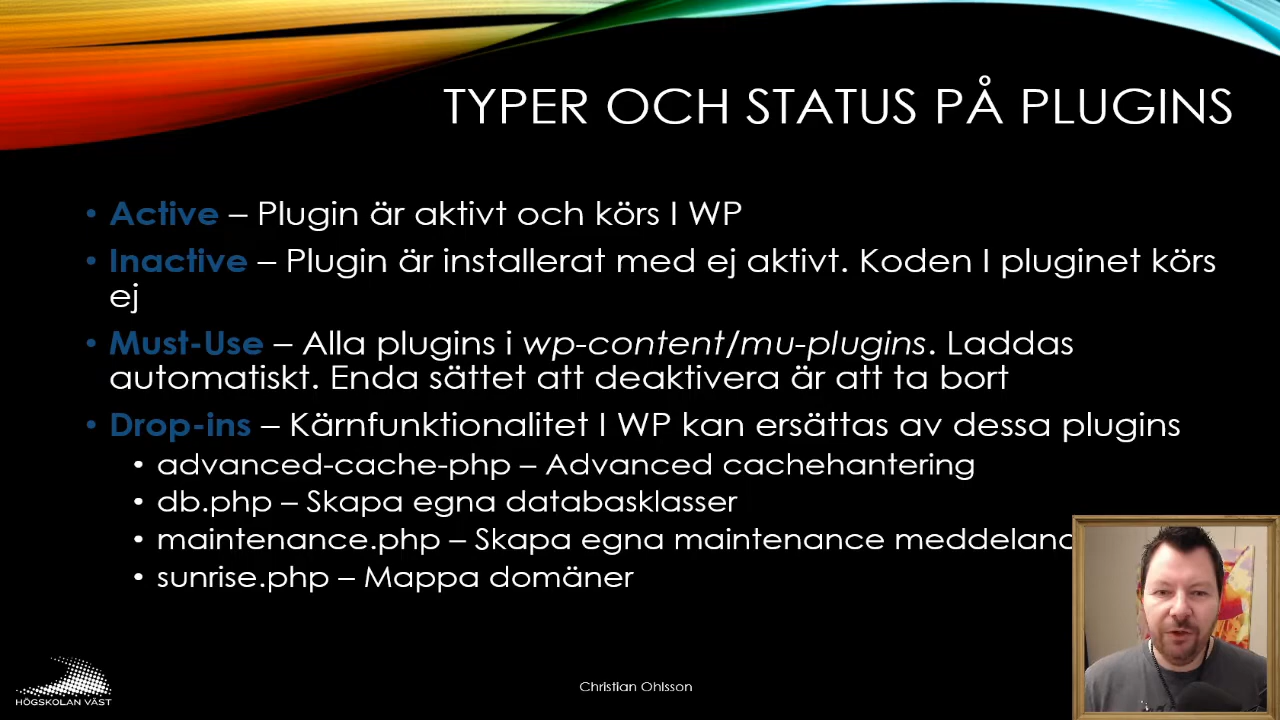 TYPER OCH STATUS PÅ PLUGINS
• Active – Plugin är aktivt och körs I WP
• Inactive – Plugin är installerat med ej aktivt. Koden I pluginet körs
ej
• Must-Use – Alla plugins i wp-content/mu-plugins. Laddas
automatiskt. Enda sättet att deaktivera är att ta bort
• Drop-ins – Kärnfunktionalitet I WP kan ersättas av dessa plugins
• advanced-cache-php – Advanced cachehantering
• db.php – Skapa egna databasklasser
• maintenance.php – Skapa egna maintenance
• sunrise.php – Mappa domäner
HÖGSKOLAN VÄST
Christian Ohlsson